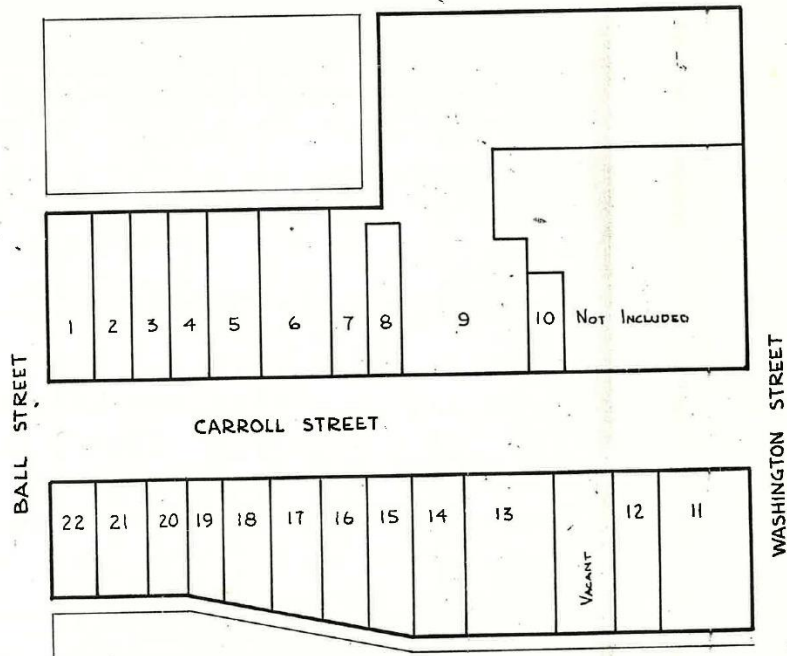 1 2 3 4 5 6 7 8 9 10 NOT INCLUDED
BALL STREET
CARROLL STREET
WASHINGTON STREET
22 21 20 19 18 17 16 15 14 13 VACANT 12 11